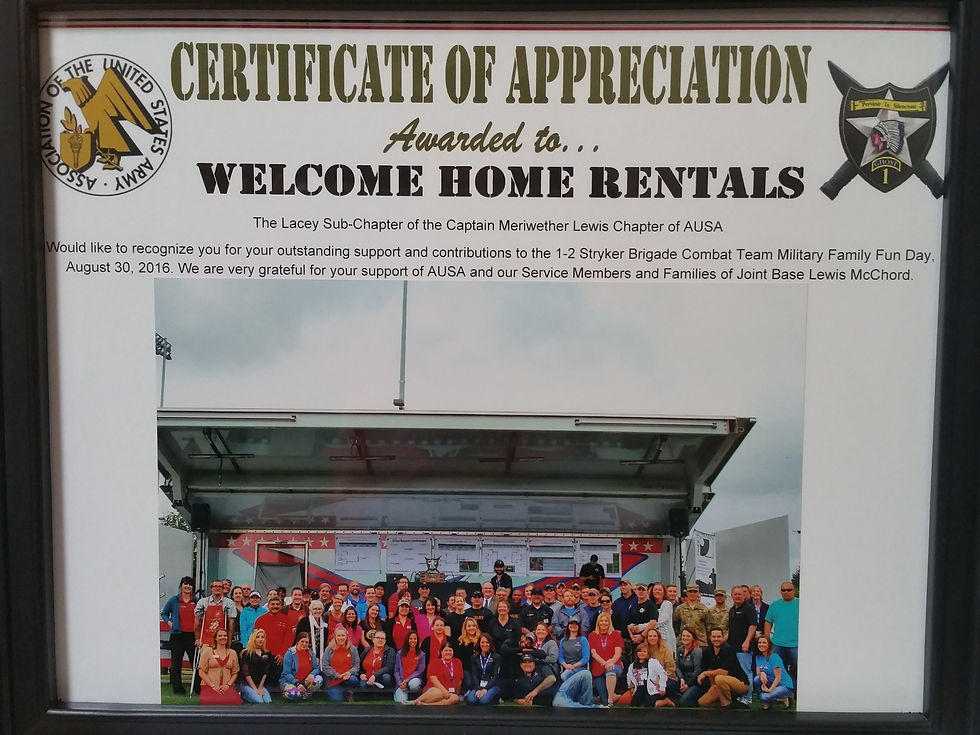 CERTIFICATE OF APPRECIATION
ASSOCIATION OF THE UNITED STATES ARMY
Awarded to...
WELCOME HOME RENTALS
GHOST
1
The Lacey Sub-Chapter of the Captain Meriwether Lewis Chapter of AUSA
Would like to recognize you for your outstanding support and contributions to the 1-2 Stryker Brigade Combat Team Military Family Fun Day,
August 30, 2016. We are very grateful for your support of AUSA and our Service Members and Families of Joint Base Lewis McChord.